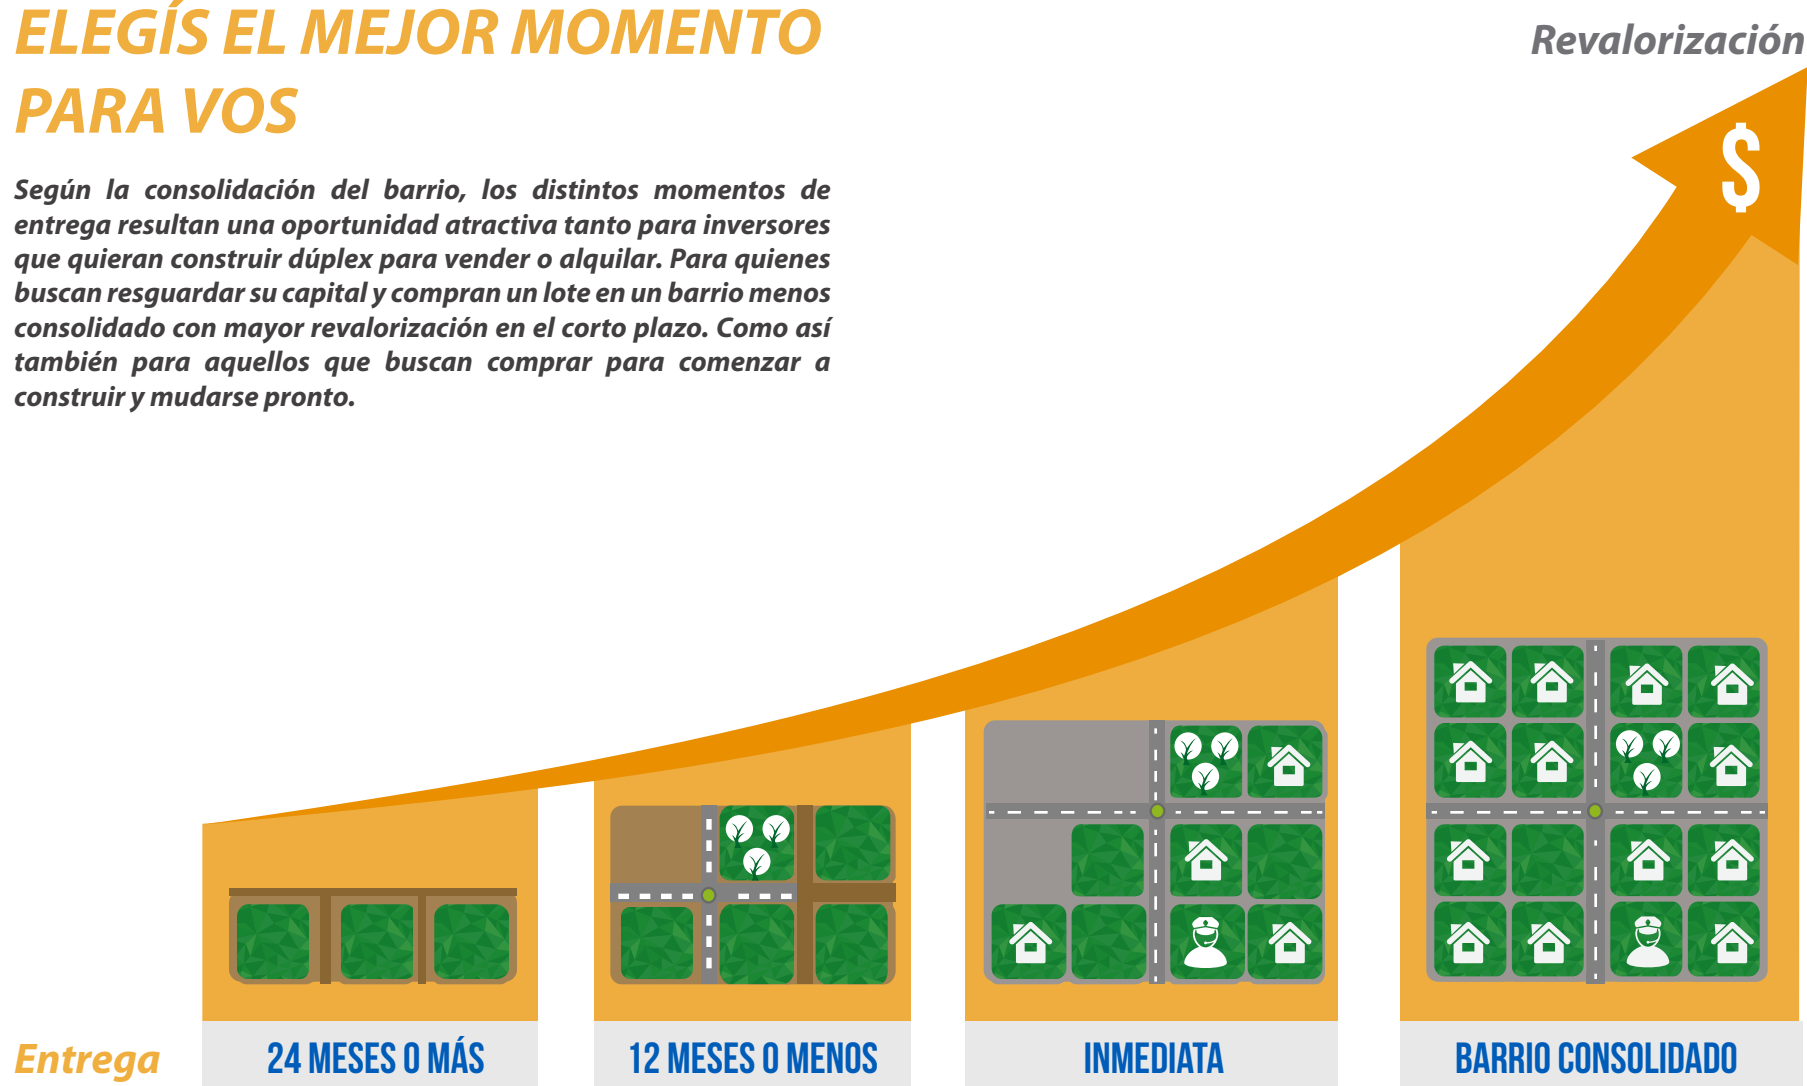 ELEGÍS EL MEJOR MOMENTO
PARA VOS
Revalorización
$
Según la consolidación del barrio, los distintos momentos de
entrega resultan una oportunidad atractiva tanto para inversores
que quieran construir dúplex para vender o alquilar. Para quienes
buscan resguardar su capital y compran un lote en un barrio menos
consolidado con mayor revalorización en el corto plazo. Como así
también para aquellos que buscan comprar para comenzar a
construir y mudarse pronto.
Entrega
24 MESES O MÁS
12 MESES O MENOS
INMEDIATA
BARRIO CONSOLIDADO